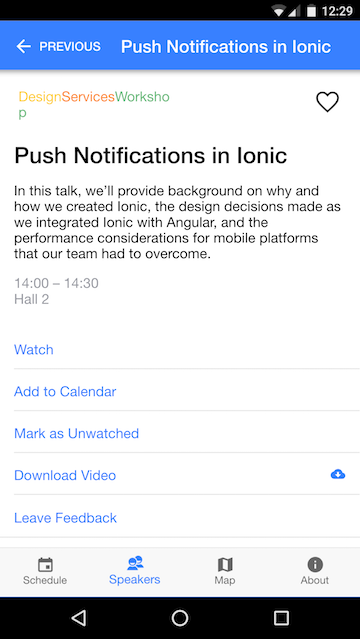 12:29
PREVIOUS Push Notifications in Ionic
DesignServicesWorksho
p
Push Notifications in Ionic
In this talk, we’ll provide background on why and
how we created Ionic, the design decisions made as
we integrated Ionic with Angular, and the
performance considerations for mobile platforms
that our team had to overcome.
14:00 – 14:30
Hall 2
Watch
Add to Calendar
Mark as Unwatched
Download Video
Leave Feedback
Schedule Speakers Map About